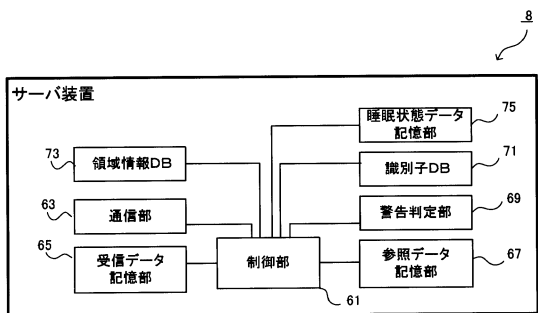 8
サーバ装置
睡眠状態データ
記憶部
75
73
領域情報DB
識別子DB
71
63
通信部
警告判定部
69
65
受信データ
記憶部
制御部
61
参照データ
記憶部
67